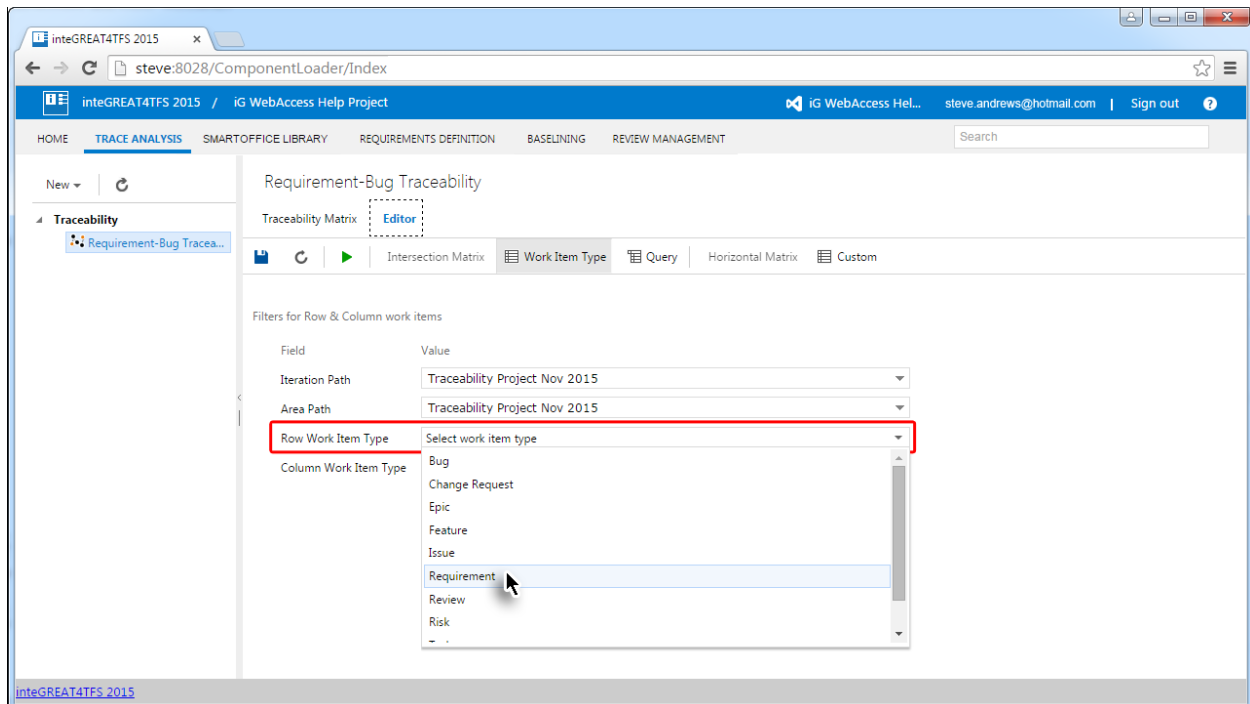 inteGREAT4TFS 2015
steve:8028/ComponentLoader/Index
inteGREAT4TFS 2015 / iG WebAccess Help Project
iG WebAccess Hel... steve.andrews@hotmail.com | Sign out
HOME TRACE ANALYSIS SMARTOFFICE LIBRARY REQUIREMENTS DEFINITION BASELINING REVIEW MANAGEMENT Search
New
Requirement-Bug Traceability
Traceability
Traceability Matrix Editor
Requirement-Bug Tracea...
Intersection Matrix Work Item Type Query Horizontal Matrix Custom
Filters for Row & Column work items
Field Value
Iteration Path Traceability Project Nov 2015
Area Path Traceability Project Nov 2015
Row Work Item Type Select work item type
Column Work Item Type
Bug
Change Request
Epic
Feature
Issue
Requirement
Review
Risk
inteGREAT4TFS 2015